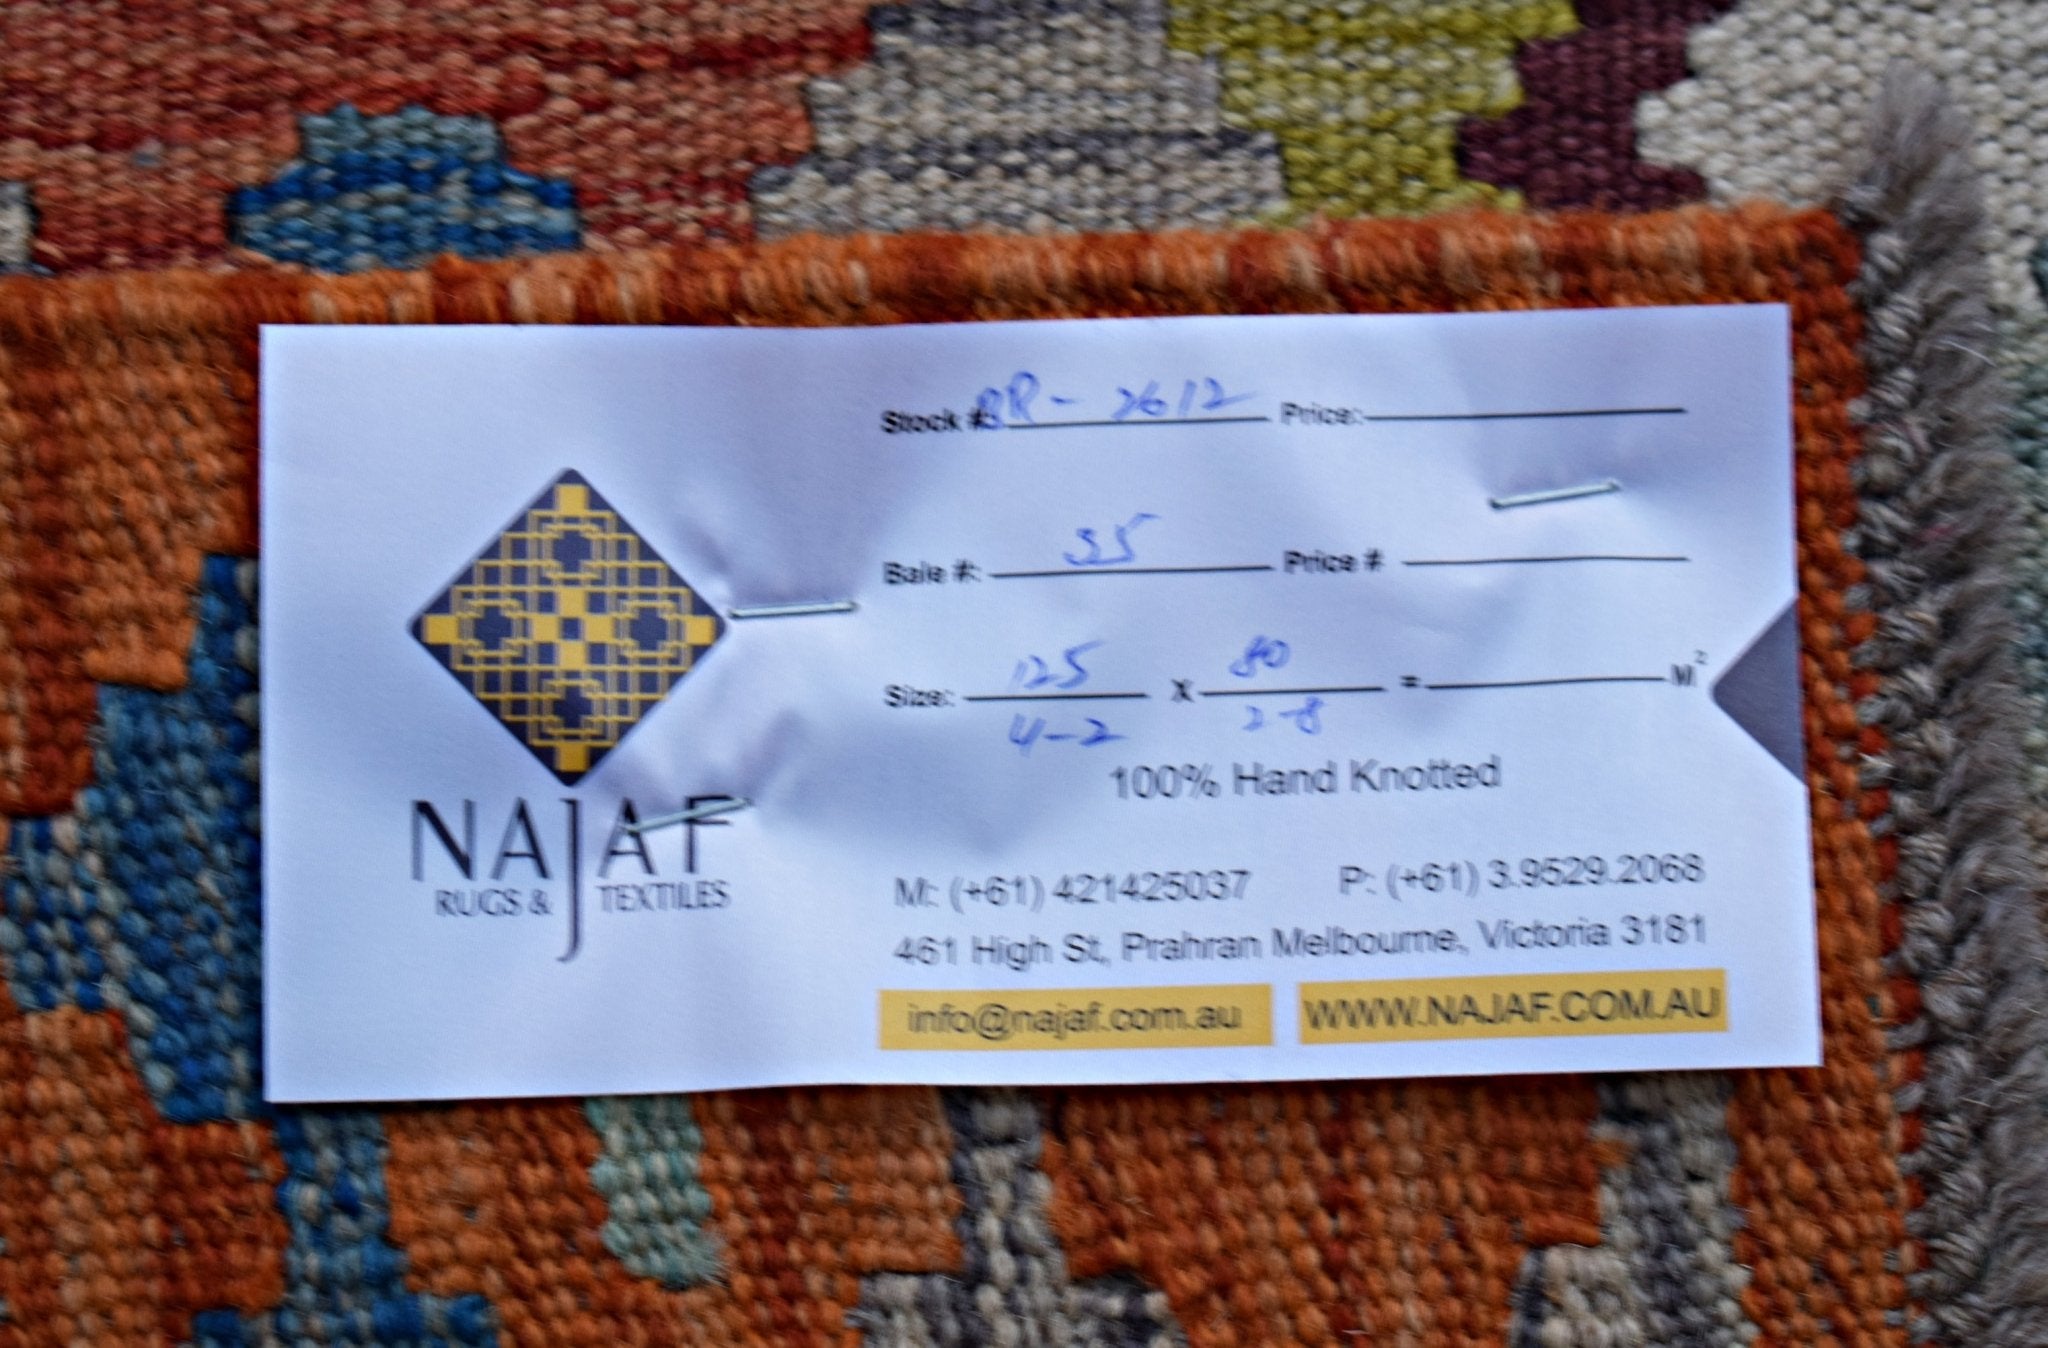 NAJAF
RUGS & TEXTILES
Stock #: BR - 2612 Price:
Bale #: 35 Price #
Size: 125 X 80 = M²
4-2 2-8
100% Hand Knotted
M: (+61) 421425037 P: (+61) 3.9529.2068
461 High St, Prahran Melbourne, Victoria 3181
info@najaf.com.au WWW.NAJAF.COM.AU